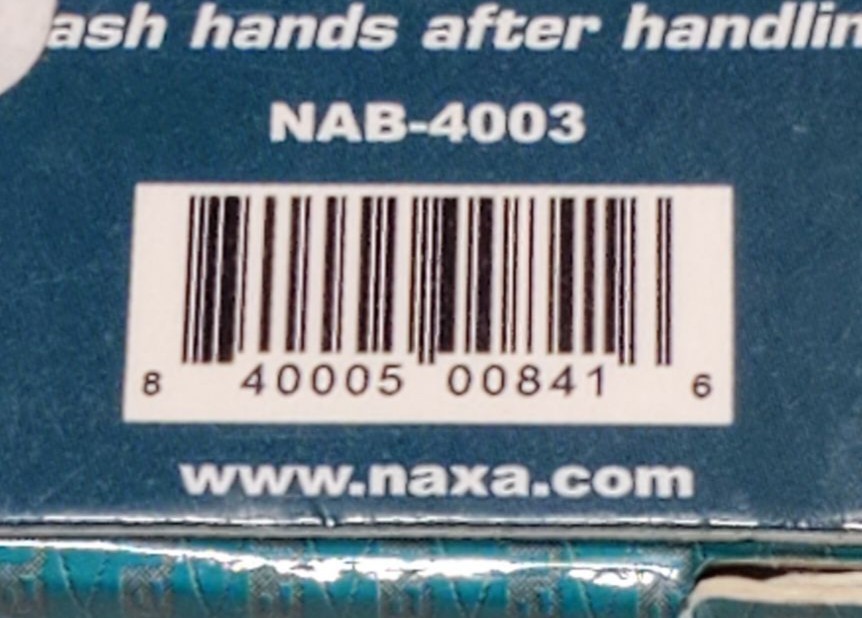 ash hands after handlin
NAB-4003
8 40005 00841 6
www.naxa.com